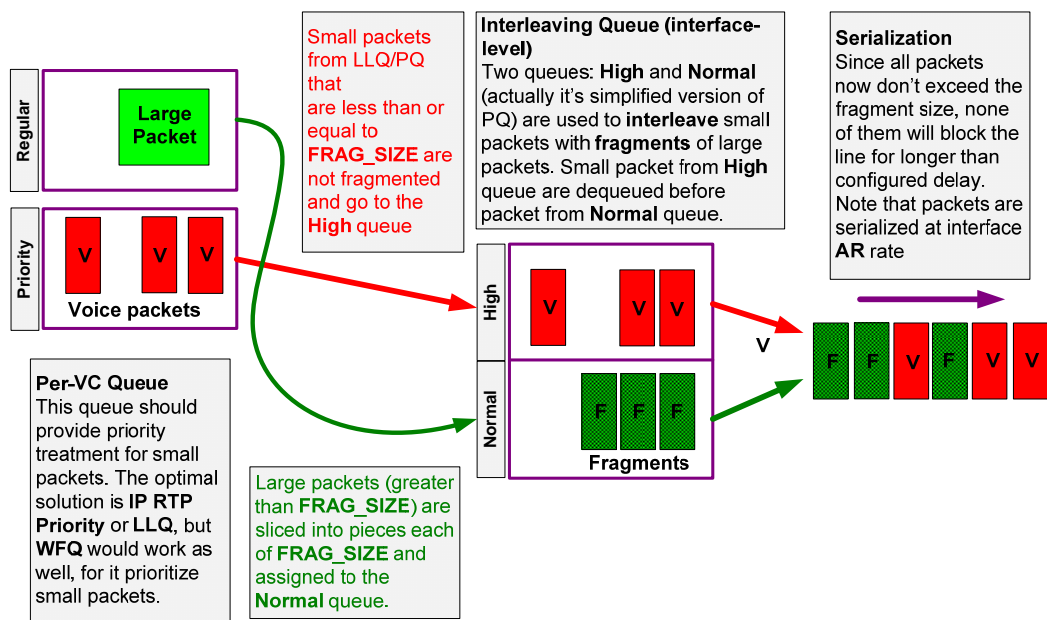 Small packets
from LLQ/PQ
that
are less than or
equal to
FRAG_SIZE are
not fragmented
and go to the
High queue
Interleaving Queue (interface-
level)
Two queues: High and Normal
(actually it's simplified version of
PQ) are used to interleave small
packets with fragments of large
packets. Small packet from High
queue are dequeued before
packet from Normal queue.
Serialization
Since all packets
now don't exceed the
fragment size, none
of them will block the
line for longer than
configured delay.
Note that packets are
serialized at interface
AR rate
Regular
Large
Packet
Priority
V V V
Voice packets
High
V V V
V
F F V F V V
Normal
F F F
Fragments
Per-VC Queue
This queue should
provide priority
treatment for small
packets. The optimal
solution is IP RTP
Priority or LLQ, but
WFQ would work as
well, for it prioritize
small packets.
Large packets (greater
than FRAG_SIZE) are
sliced into pieces each
of FRAG_SIZE and
assigned to the
Normal queue.